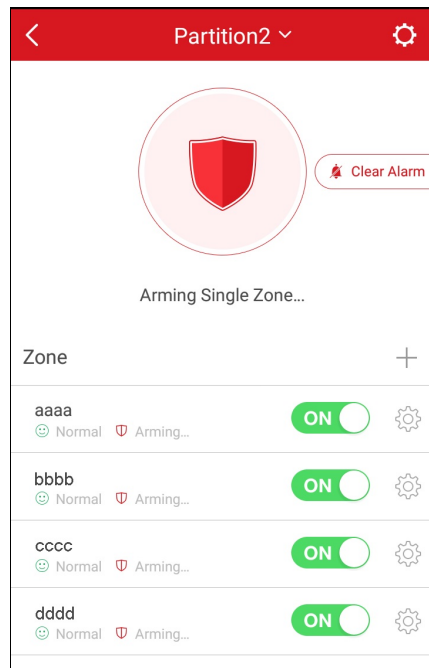 Partition2
Clear Alarm
Arming Single Zone...
Zone
aaaa
Normal Arming...
ON
bbbb
Normal Arming...
ON
cccc
Normal Arming...
ON
dddd
Normal Arming...
ON